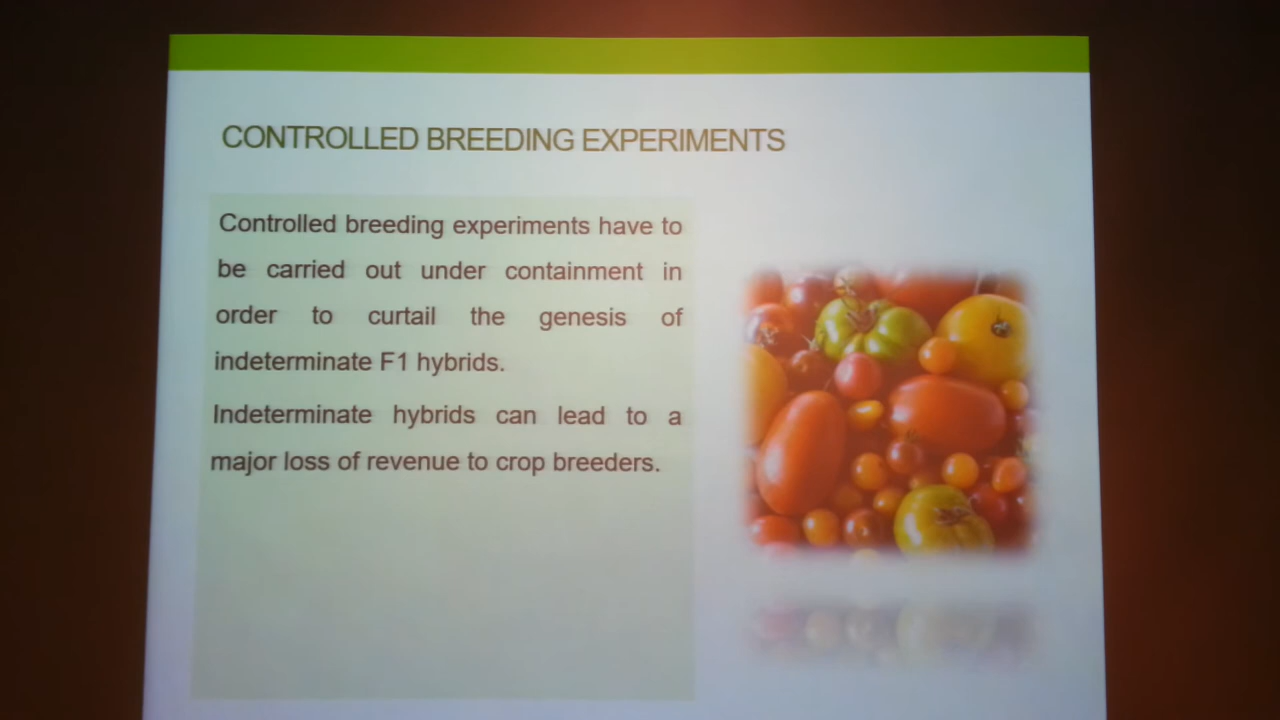 CONTROLLED BREEDING EXPERIMENTS
Controlled breeding experiments have to
be carried out under containment in
order to curtail the genesis of
indeterminate F1 hybrids.
Indeterminate hybrids can lead to a
major loss of revenue to crop breeders.